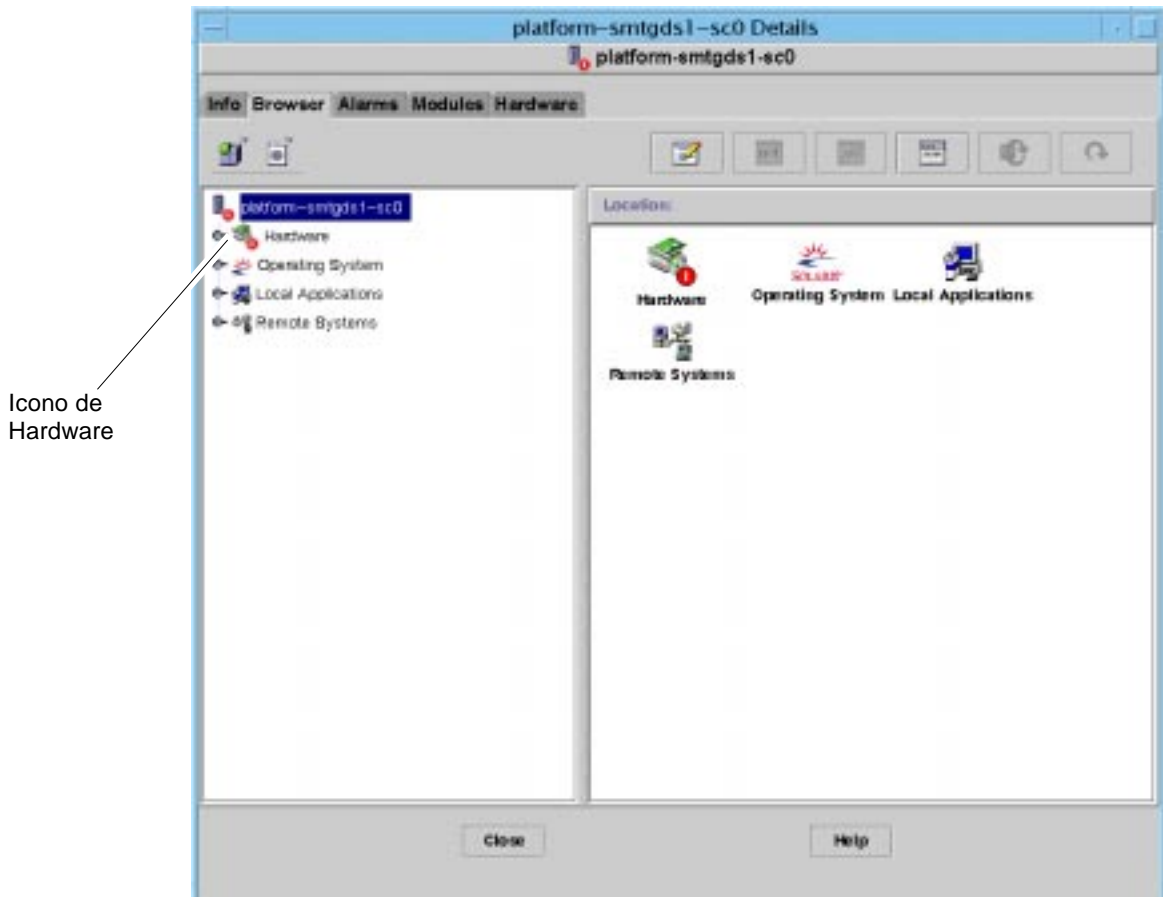 platform-smtgds1-sc0 Details
platform-smtgds1-sc0
Info Browser Alarms Modules Hardware
platform-smtgds1-sc0
Hardware
Operating System
Local Applications
Remote Systems
Icono de
Hardware
Location:
SOLARIS
Hardware Operating System Local Applications
Remote Systems
Close Help